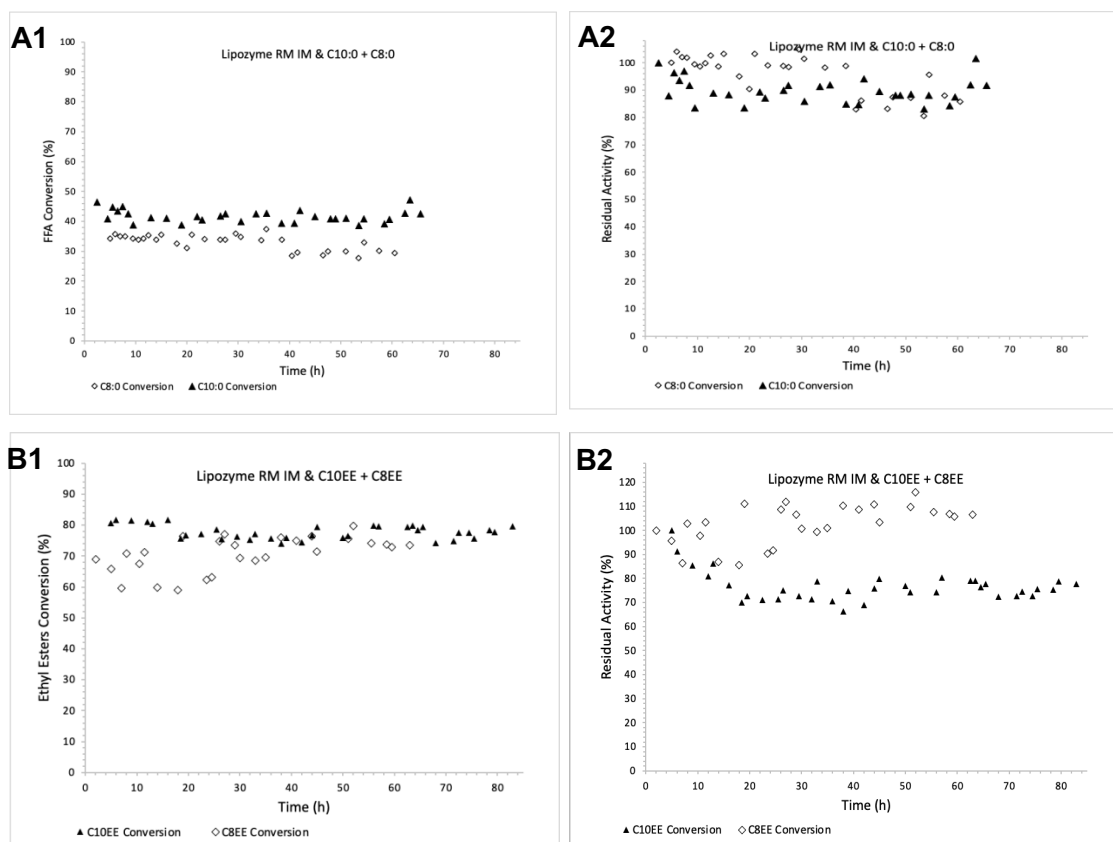 A1
Lipozyme RM IM & C10:0 + C8:0
FFA Conversion (%)
100
90
80
70
60
50
40
30
20
10
0
0 10 20 30 40 50 60 70 80
Time (h)
◇ C8:0 Conversion ▲ C10:0 Conversion
A2
Lipozyme RM IM & C10:0 + C8:0
Residual Activity (%)
100
90
80
70
60
50
40
30
20
10
0
0 10 20 30 40 50 60 70 80
Time (h)
◇ C8:0 Conversion ▲ C10:0 Conversion
B1
Lipozyme RM IM & C10EE + C8EE
Ethyl Esters Conversion (%)
100
90
80
70
60
50
40
30
20
10
0
0 10 20 30 40 50 60 70 80
Time (h)
▲ C10EE Conversion ◇ C8EE Conversion
B2
Lipozyme RM IM & C10EE + C8EE
Residual Activity (%)
120
110
100
90
80
70
60
50
40
30
20
10
0
0 10 20 30 40 50 60 70 80
Time (h)
▲ C10EE Conversion ◇ C8EE Conversion